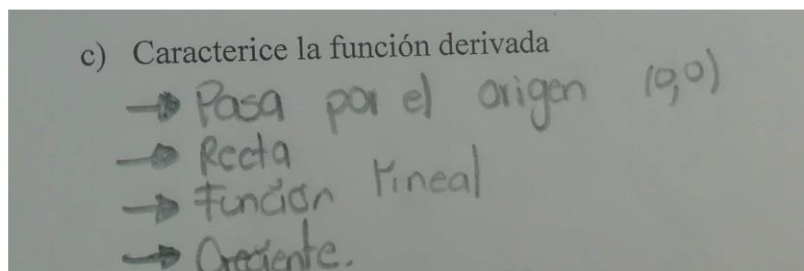 c) Caracterice la función derivada
→ Pasa por el origen (0,0)
→ Recta
→ Función lineal
→ Creciente.